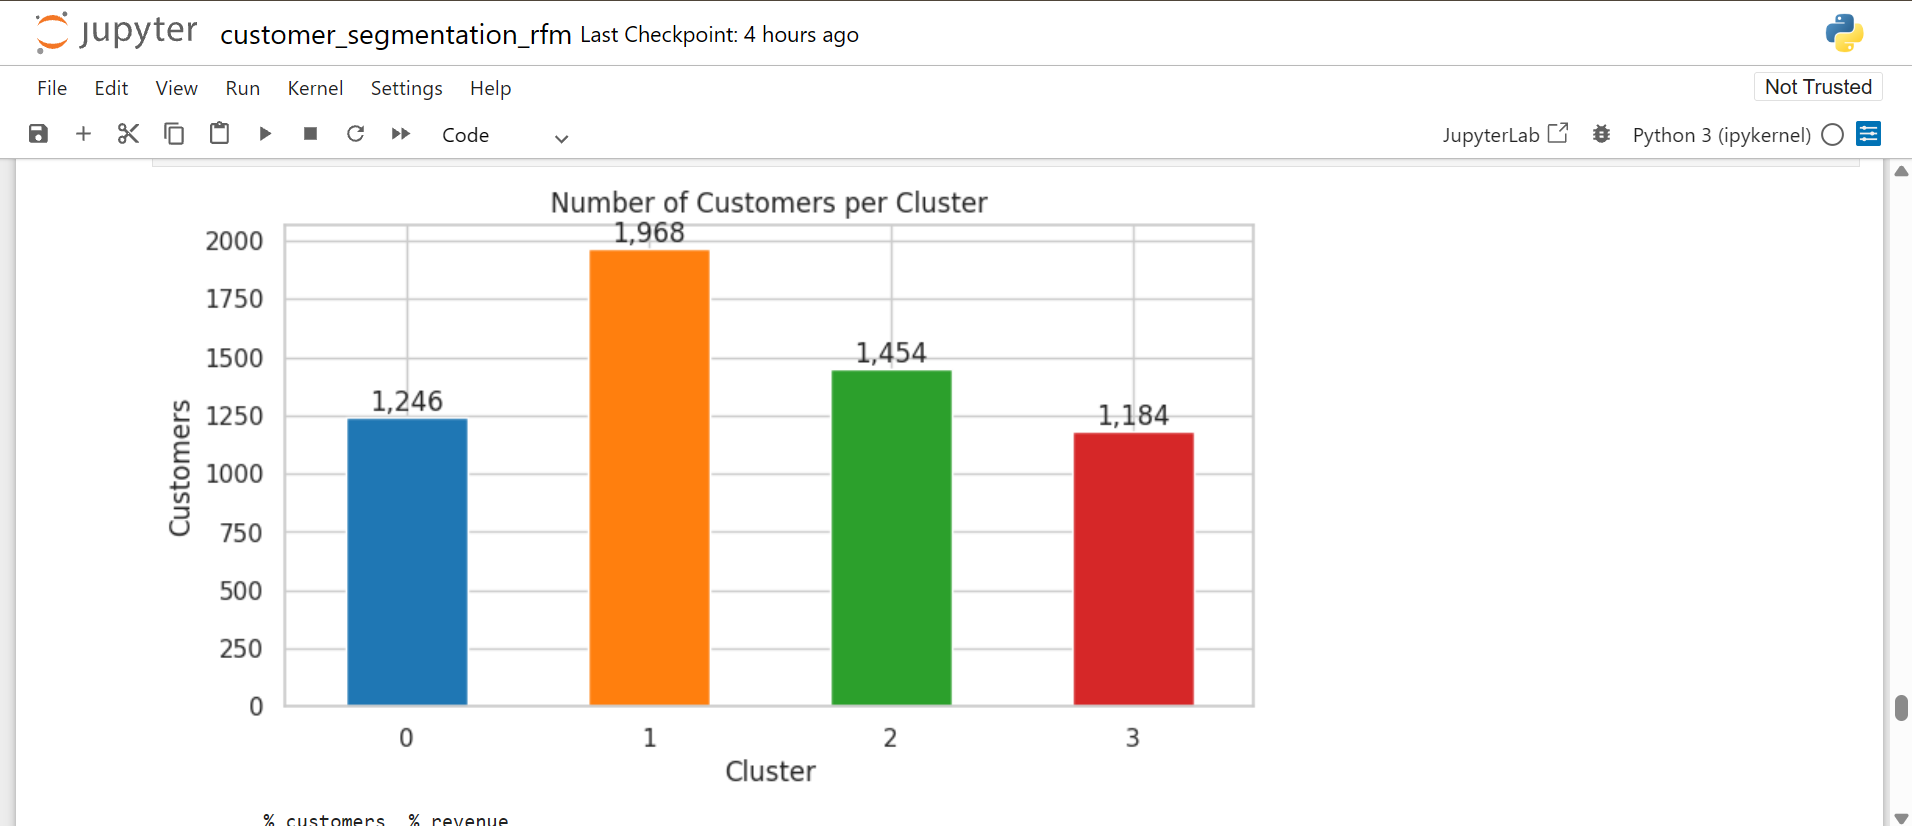 jupyter customer_segmentation_rfm Last Checkpoint: 4 hours ago
File Edit View Run Kernel Settings Help Not Trusted
Code JupyterLab Python 3 (ipykernel)
Number of Customers per Cluster
2000
1750
1500
1250
1000
750
500
250
0
Customers
1,246
1,968
1,454
1,184
0 1 2 3
Cluster
% customers % revenue